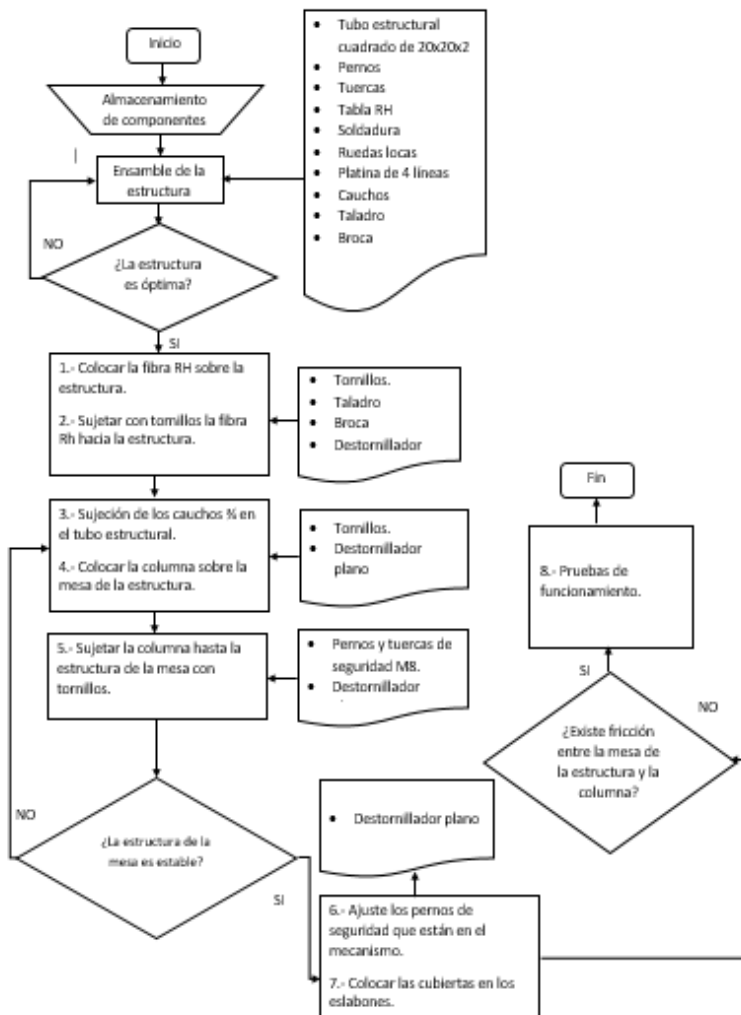 Inicio
Almacenamiento
de componentes
Ensamble de la
estructura
• Tubo estructural
cuadrado de 20x20x2
• Pernos
• Tuercas
• Tabla RH
• Soldadura
• Ruedas locas
• Platina de 4 líneas
• Cauchos
• Taladro
• Broca
NO
¿La estructura
es óptima?
SI
1.- Colocar la fibra RH sobre la
estructura.
2.- Sujetar con tornillos la fibra
Rh hacia la estructura.
• Tornillos.
• Taladro
• Broca
• Destornillador
3.- Sujeción de los cauchos ¾ en
el tubo estructural.
4.- Colocar la columna sobre la
mesa de la estructura.
• Tornillos.
• Destornillador
plano
5.- Sujetar la columna hasta la
estructura de la mesa con
tornillos.
• Pernos y tuercas de
seguridad M8.
• Destornillador
NO
¿La estructura de la
mesa es estable?
SI
• Destornillador plano
6.- Ajuste los pernos de
seguridad que están en el
mecanismo.
7.- Colocar las cubiertas en los
eslabones.
¿Existe fricción
entre la mesa de
la estructura y la
columna?
NO
SI
8.- Pruebas de
funcionamiento.
Fin